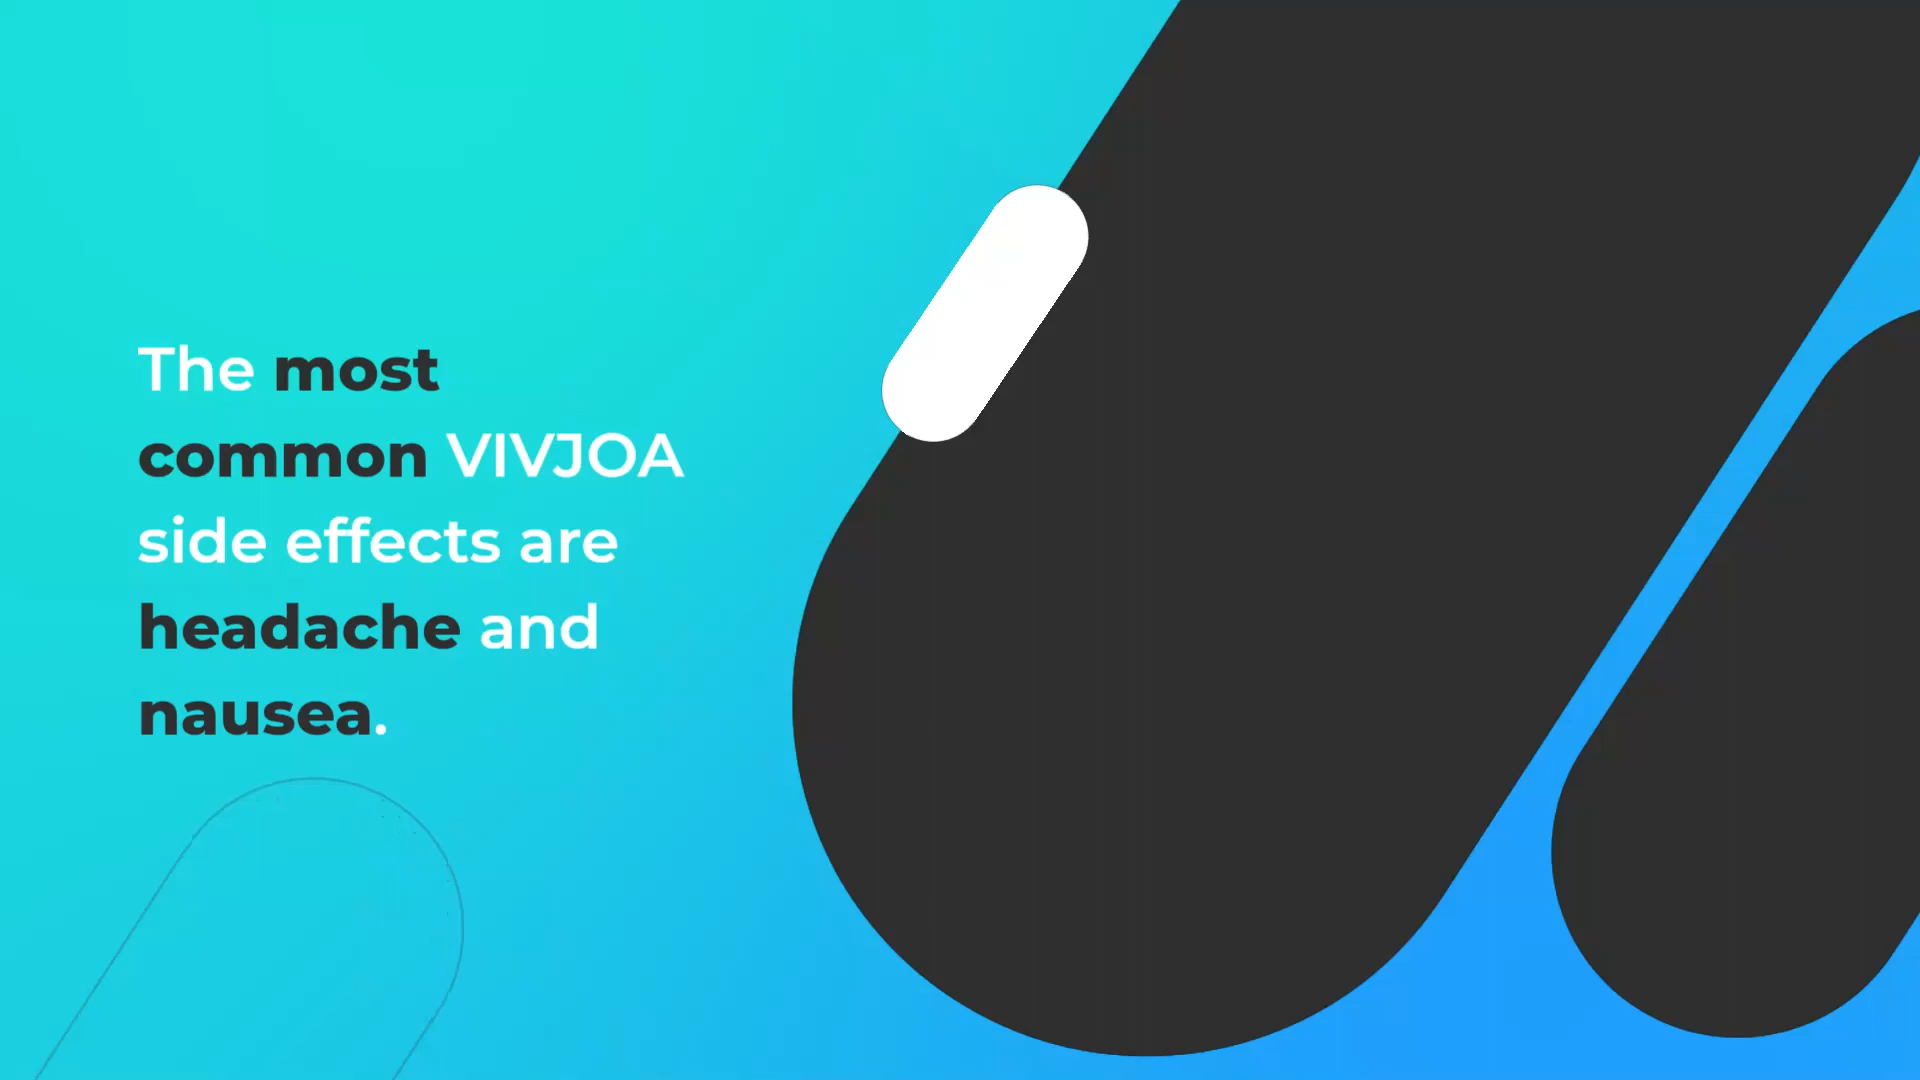 The most
common VIVJOA
side effects are
headache and
nausea.